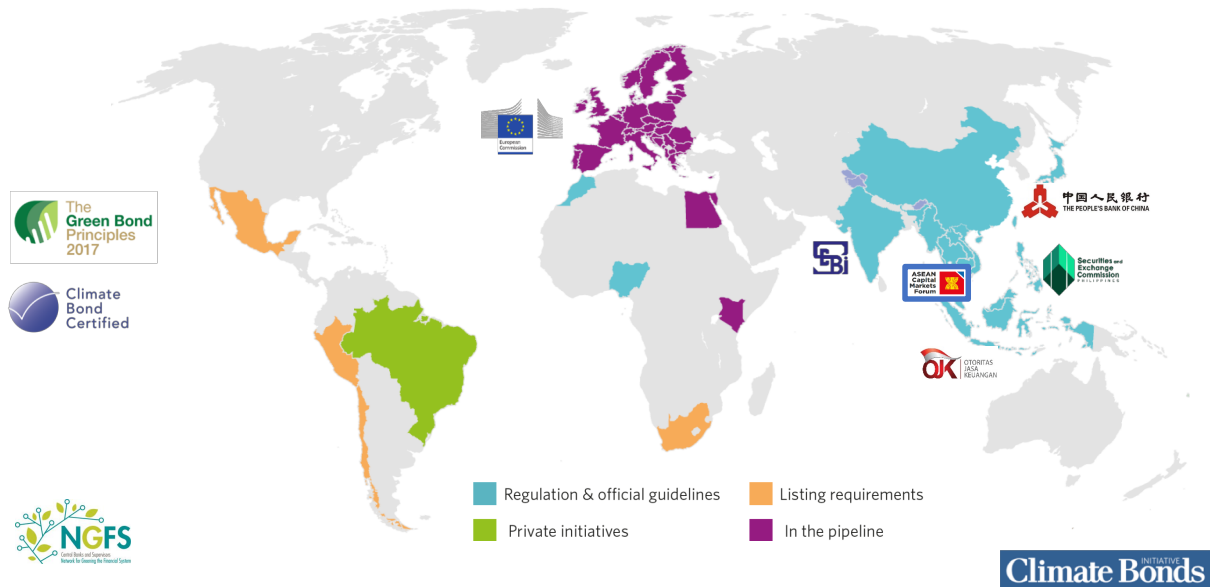 European
Commission
The
Green Bond
Principles
2017
Climate
Bond
Certified
中国人民银行
THE PEOPLE'S BANK OF CHINA
SEBi
ASEAN
Capital
Markets
Forum
Securities and
Exchange
Commission
PHILIPPINES
OJK
OTORITAS
JASA
KEUANGAN
Regulation & official guidelines
Listing requirements
Private initiatives
In the pipeline
NGFS
Central Banks and Supervisors
Network for Greening the Financial System
INITIATIVE
Climate Bonds